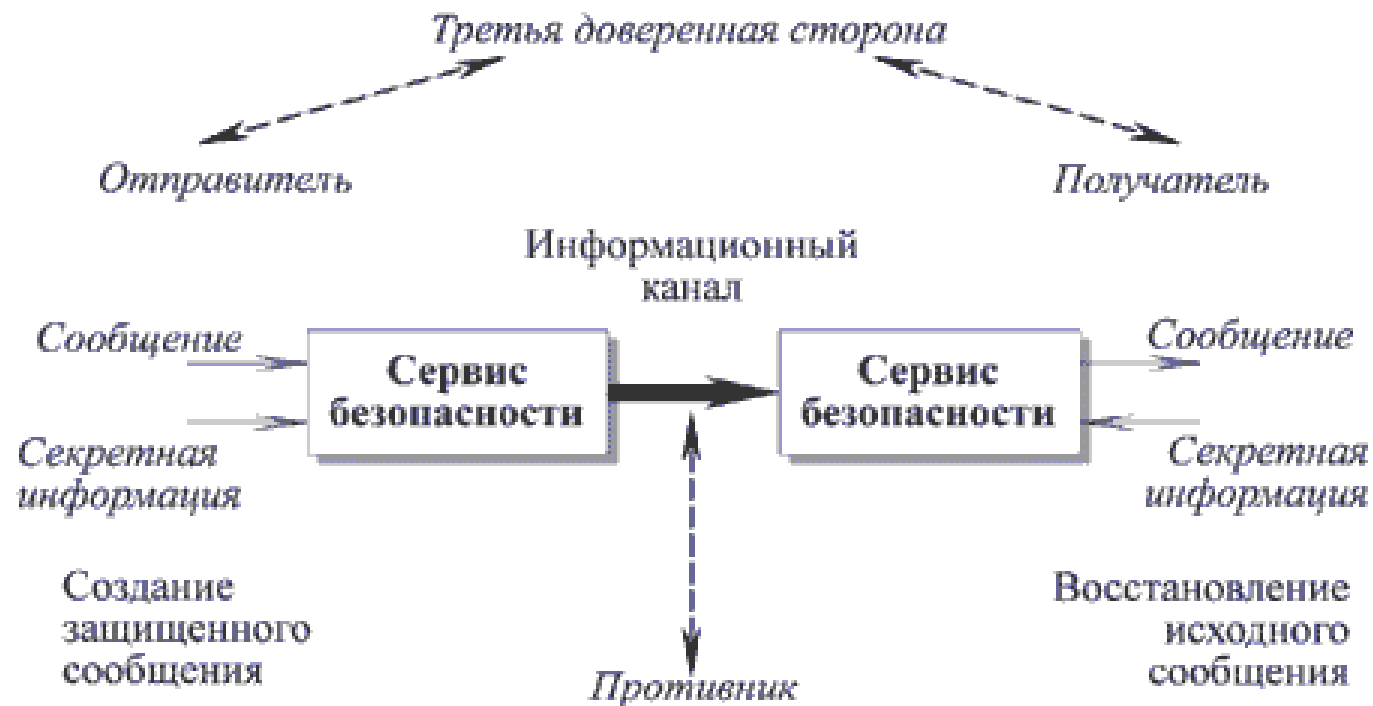 Третья доверенная сторона
Отправитель
Получатель
Информационный
канал
Сообщение
Секретная
информация
Сервис
безопасности
Сервис
безопасности
Сообщение
Секретная
информация
Создание
защищенного
сообщения
Противник
Восстановление
исходного
сообщения